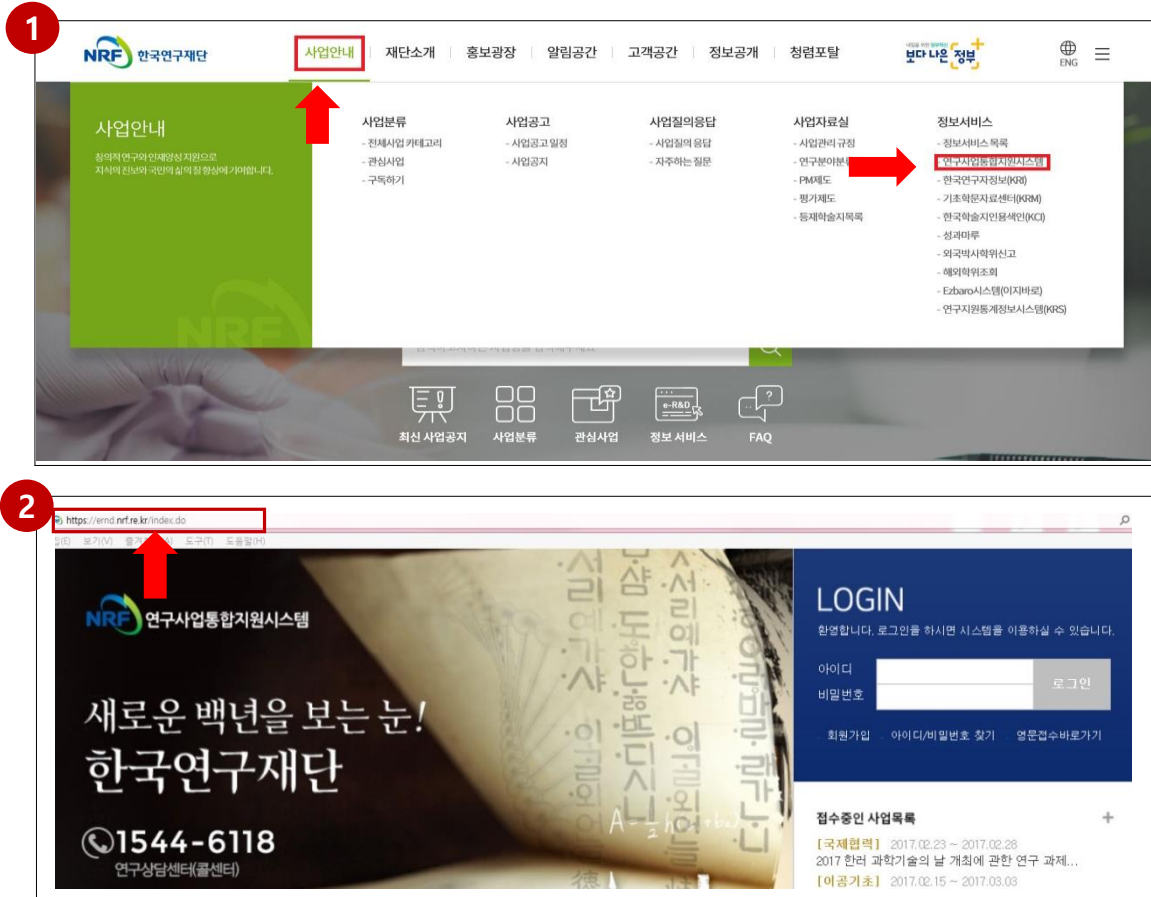 1
NRF 한국연구재단
사업안내 재단소개 홍보광장 알림공간 고객공간 정보공개 청렴포탈
보다 나은 정부
ENG
사업안내
창의적 연구와 인재양성 지원으로
지식의 진보와 국민의 삶의 질 향상에 기여합니다.
사업분류
- 전체사업 카테고리
- 관심사업
- 구독하기
사업공고
- 사업공고 일정
- 사업공지
사업질의응답
- 사업질의 응답
- 자주하는 질문
사업자료실
- 사업관리 규정
- 연구분야분
- PM제도
- 평가제도
- 등재학술지목록
정보서비스
- 정보서비스 목록
- 연구사업통합지원시스템
- 한국연구자정보(KRI)
- 기초학문자료센터(KRM)
- 한국학술지인용색인(KCI)
- 성과마루
- 외국박사학위신고
- 해외학위조회
- Ezbaro시스템(이지바로)
- 연구지원통계정보시스템(KRS)
NRF
e-R&D
최신 사업공지 사업분류 관심사업 정보 서비스 FAQ
2
https://ernd.nrf.re.kr/index.do
보기(V) 도구(T) 도움말(H)
NRF 연구사업통합지원시스템
새로운 백년을 보는 눈!
한국연구재단
1544-6118
연구상담센터(콜센터)
LOGIN
환영합니다. 로그인을 하시면 시스템을 이용하실 수 있습니다.
아이디
비밀번호
로그인
회원가입 아이디/비밀번호 찾기 영문접수바로가기
접수중인 사업목록 +
[국제협력] 2017.02.23 ~ 2017.02.28
2017 한러 과학기술의 날 개최에 관한 연구 과제...
[이공기초] 2017.02.15 ~ 2017.03.03